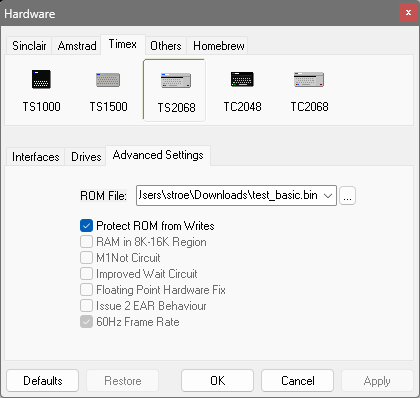 Hardware
x
Sinclair Amstrad Timex Others Homebrew
TS1000 TS1500 TS2068 TC2048 TC2068
Interfaces Drives Advanced Settings
ROM File: Jsers\stroe\Downloads\test_basic.bin ...
Protect ROM from Writes
RAM in 8K-16K Region
M1Not Circuit
Improved Wait Circuit
Floating Point Hardware Fix
Issue 2 EAR Behaviour
60Hz Frame Rate
Defaults Restore OK Cancel Apply